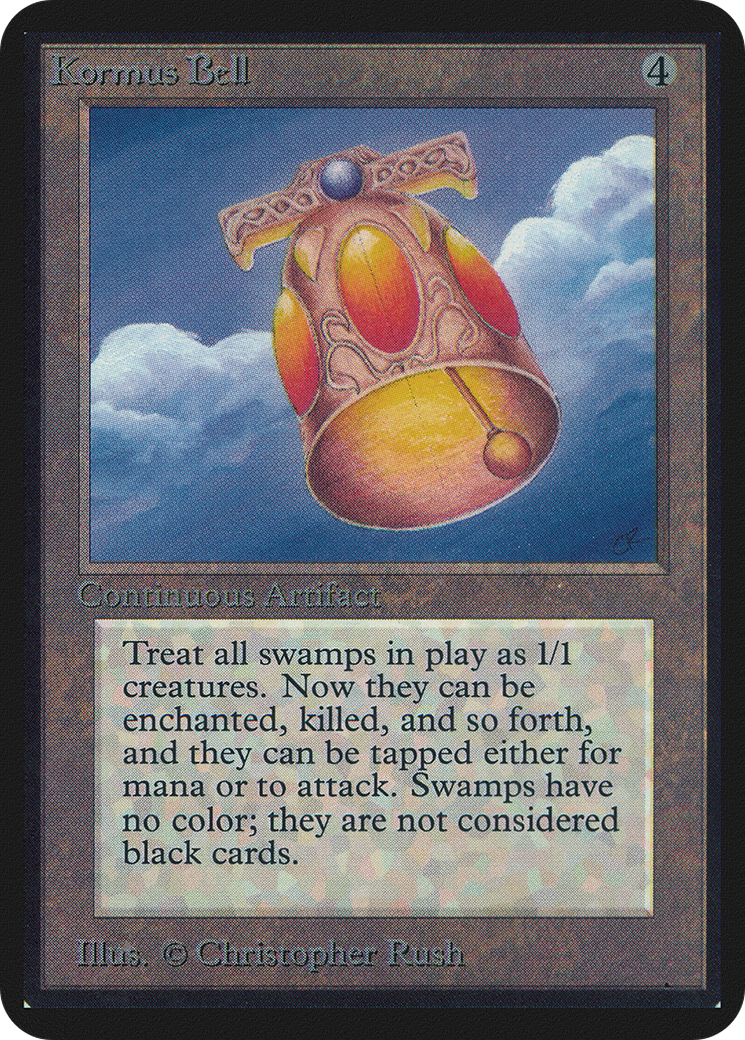 Kormus Bell
4
Continuous Artifact
Treat all swamps in play as 1/1
creatures. Now they can be
enchanted, killed, and so forth,
and they can be tapped either for
mana or to attack. Swamps have
no color; they are not considered
black cards.
Illus. © Christopher Rush